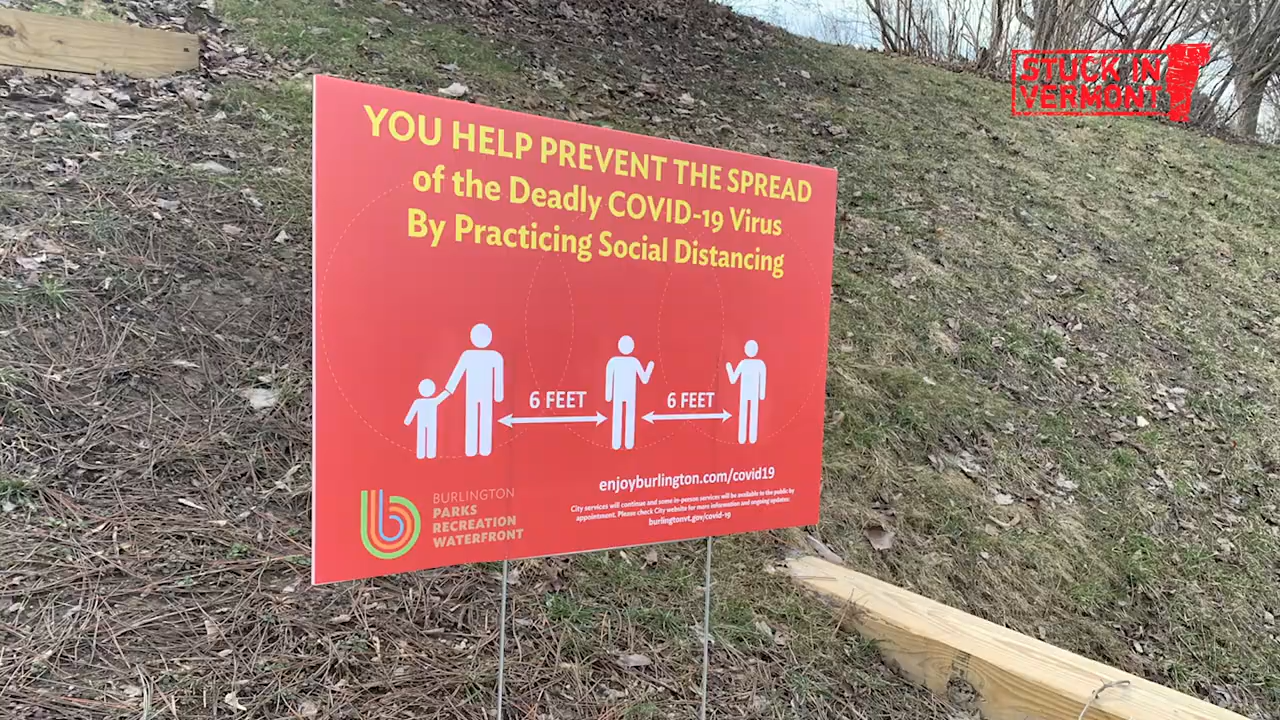 STUCK IN
VERMONT
YOU HELP PREVENT THE SPREAD
of the Deadly COVID-19 Virus
By Practicing Social Distancing
6 FEET
6 FEET
enjoyburlington.com/covid19
City services will continue and some in-person services will be available to the public by
appointment. Please check City website for more information and ongoing updates:
burlingtonvt.gov/covid-19
BURLINGTON
PARKS
RECREATION
WATERFRONT